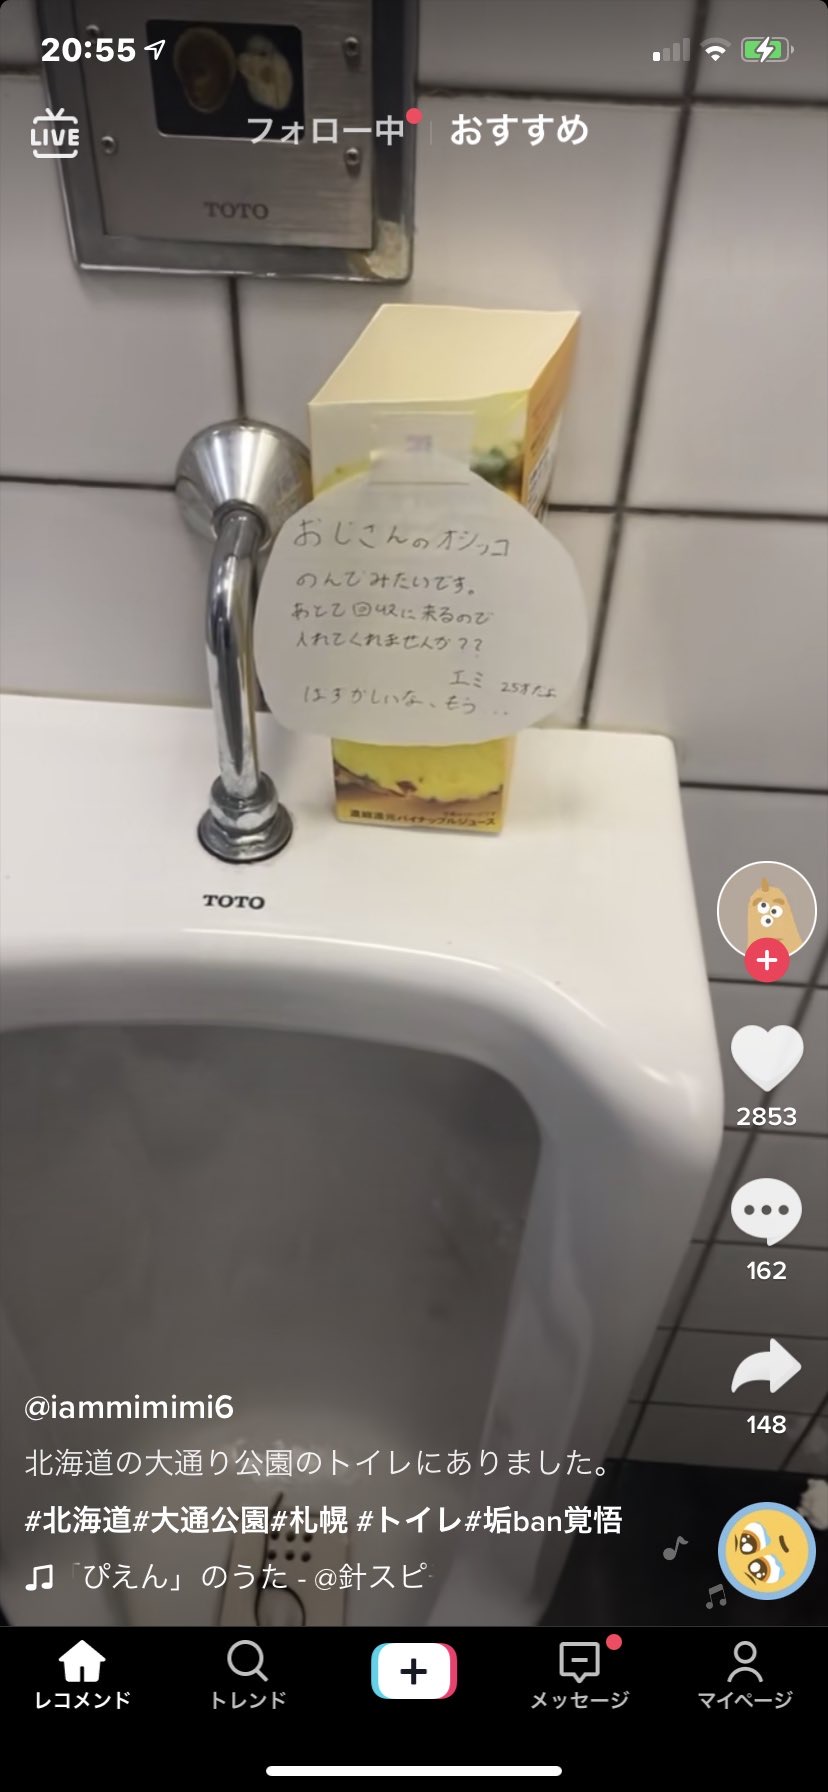 20:55
TOTO
LIVE
フォロー中
おすすめ
おじさんのオシッコ
のんでみたいです。
あとで回収に来るので
入れてくれませんか??
エミ 25才だよ
はずかしいな、もう...
濃縮還元パイナップルジュース
TOTO
2853
162
148
@iammimimi6
北海道の大通り公園のトイレにありました。
#北海道#大通公園#札幌 #トイレ#垢ban覚悟
「ぴえん」のうた - @針スピ
レコメンド
トレンド
メッセージ
マイページ